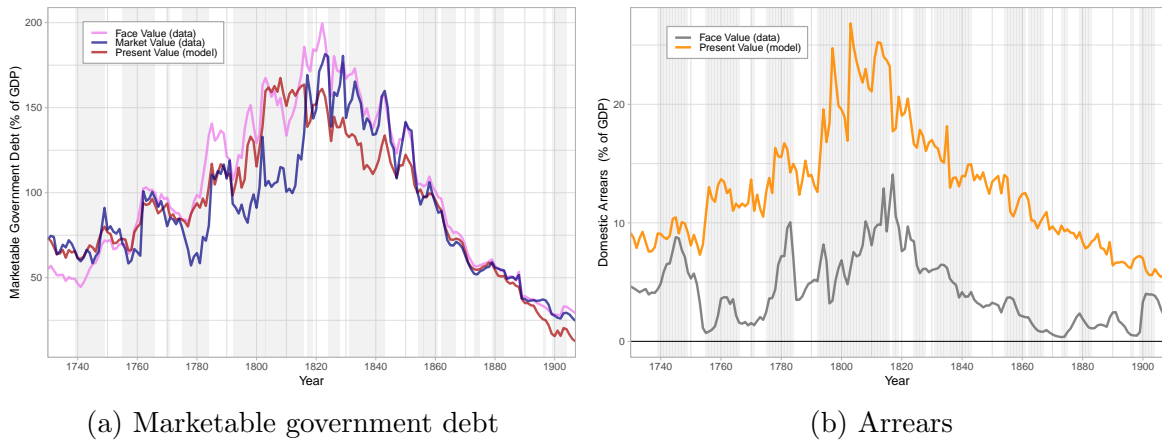 Marketable Government Debt (% of GDP)
200
150
100
50
Face Value (data)
Market Value (data)
Present Value (model)
1740
1760
1780
1800
1820
1840
1860
1880
1900
Year
(a) Marketable government debt
Domestic Arrears (% of GDP)
20
10
0
Face Value (data)
Present Value (model)
1740
1760
1780
1800
1820
1840
1860
1880
1900
Year
(b) Arrears